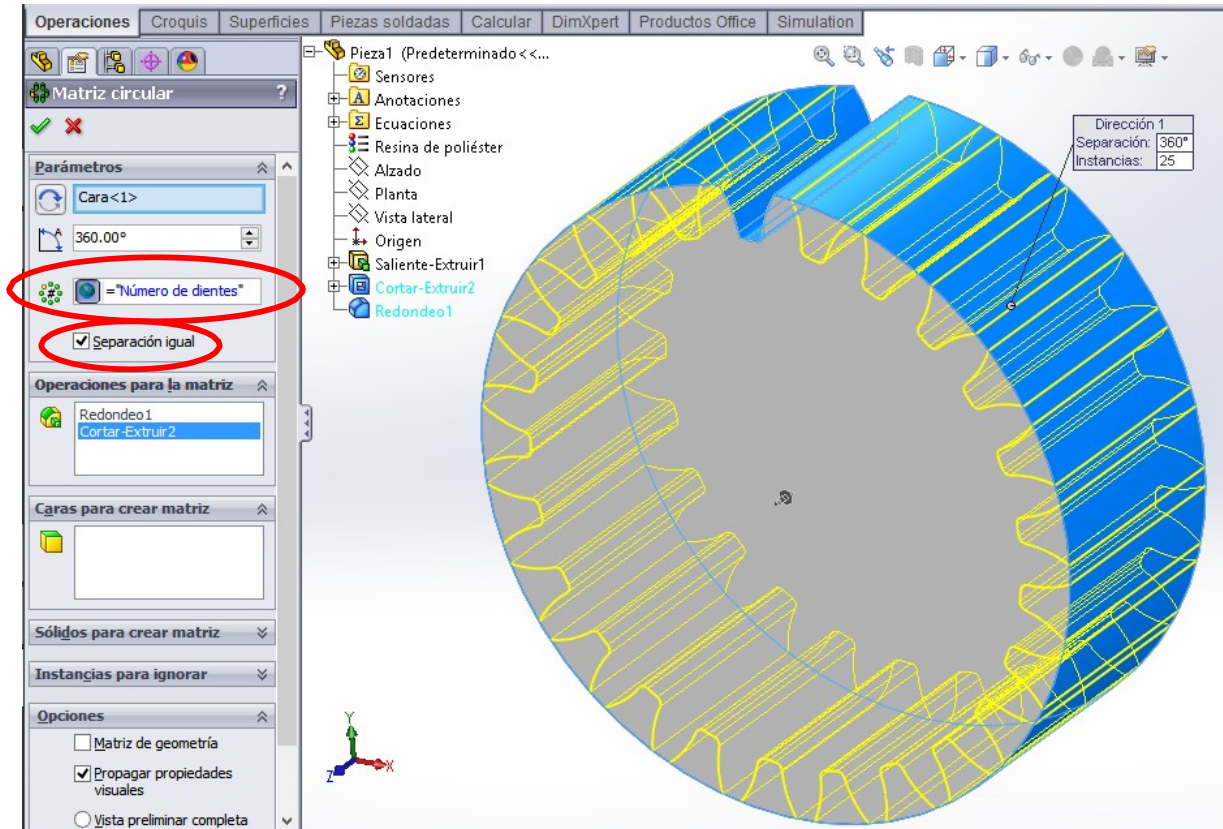 Operaciones Croquis Superficies Piezas soldadas Calcular DimXpert Productos Office Simulation
Matriz circular ?
Parámetros
Cara<1>
360.00°
="Número de dientes"
Separación igual
Operaciones para la matriz
Redondeo1
Cortar-Extruir2
Caras para crear matriz
Sólidos para crear matriz
Instancias para ignorar
Opciones
Matriz de geometría
Propagar propiedades
visuales
Vista preliminar completa
Pieza1 (Predeterminado<<...
Sensores
Anotaciones
Ecuaciones
Resina de poliéster
Alzado
Planta
Vista lateral
Origen
Saliente-Extruir1
Cortar-Extruir2
Redondeo1
Dirección 1
Separación: 360°
Instancias: 25
Y
Z X